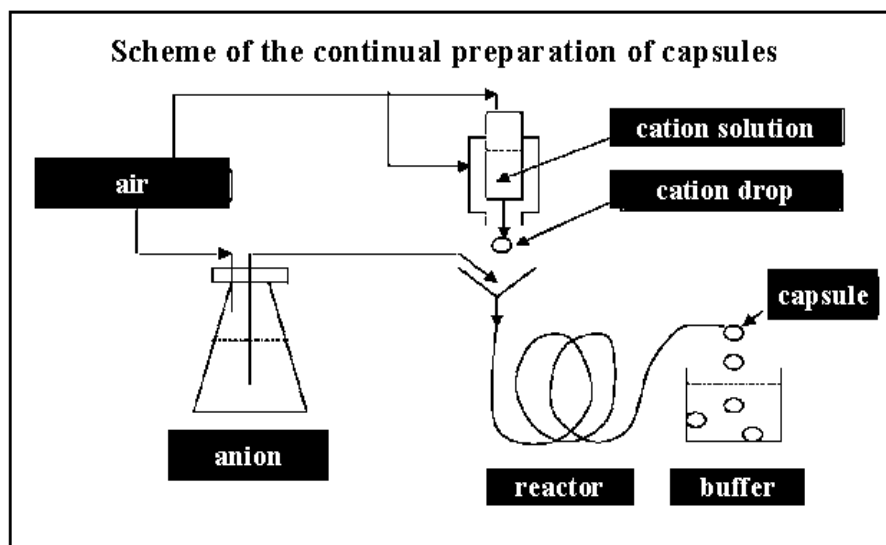 Scheme of the continual preparation of capsules
cation solution
air
cation drop
capsule
anion
reactor
buffer